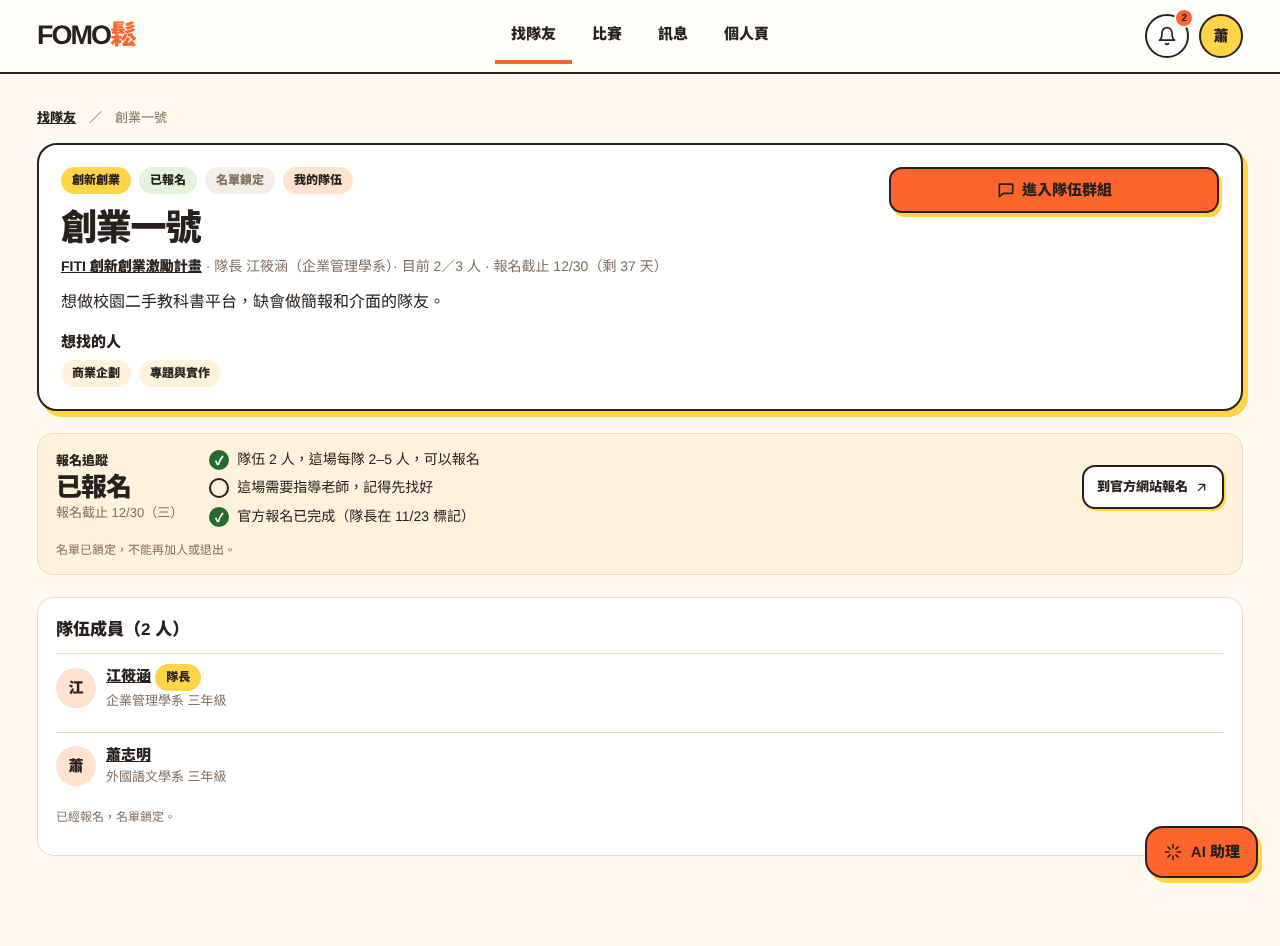 FOMO鬆
找隊友
比賽
訊息
個人頁
2
蕭
找隊友 ／ 創業一號
創新創業
已報名
名單鎖定
我的隊伍
進入隊伍群組
創業一號
FITI 創新創業激勵計畫 · 隊長 江筱涵（企業管理學系）· 目前 2／3 人 · 報名截止 12/30（剩 37 天）
想做校園二手教科書平台，缺會做簡報和介面的隊友。
想找的人
商業企劃
專題與實作
報名追蹤
已報名
報名截止 12/30（三）
隊伍 2 人，這場每隊 2–5 人，可以報名
這場需要指導老師，記得先找好
官方報名已完成（隊長在 11/23 標記）
到官方網站報名
名單已鎖定，不能再加人或退出。
隊伍成員（2 人）
江
江筱涵
隊長
企業管理學系 三年級
蕭
蕭志明
外國語文學系 三年級
已經報名，名單鎖定。
AI 助理